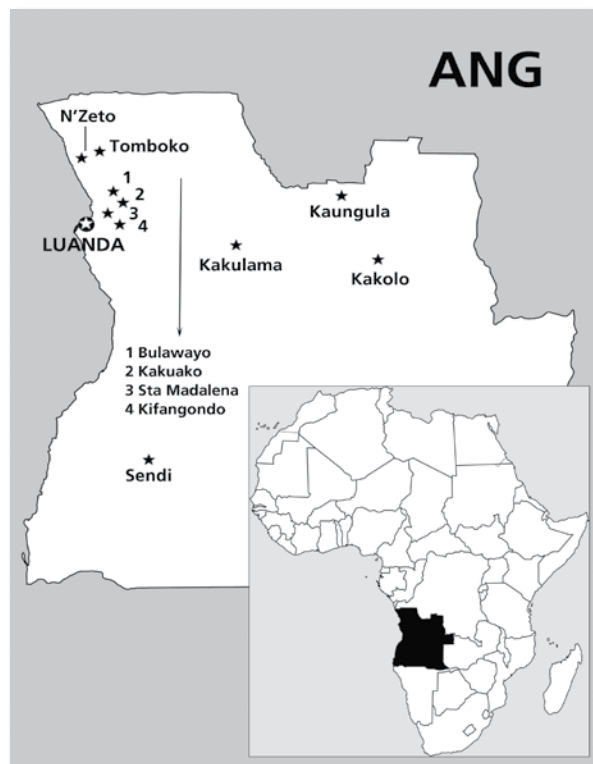 ANG
N’Zeto
Tomboko
1
2
3
4
LUANDA
Kaungula
Kakulama
Kakolo
1 Bulawayo
2 Kakuako
3 Sta Madalena
4 Kifangondo
Sendi